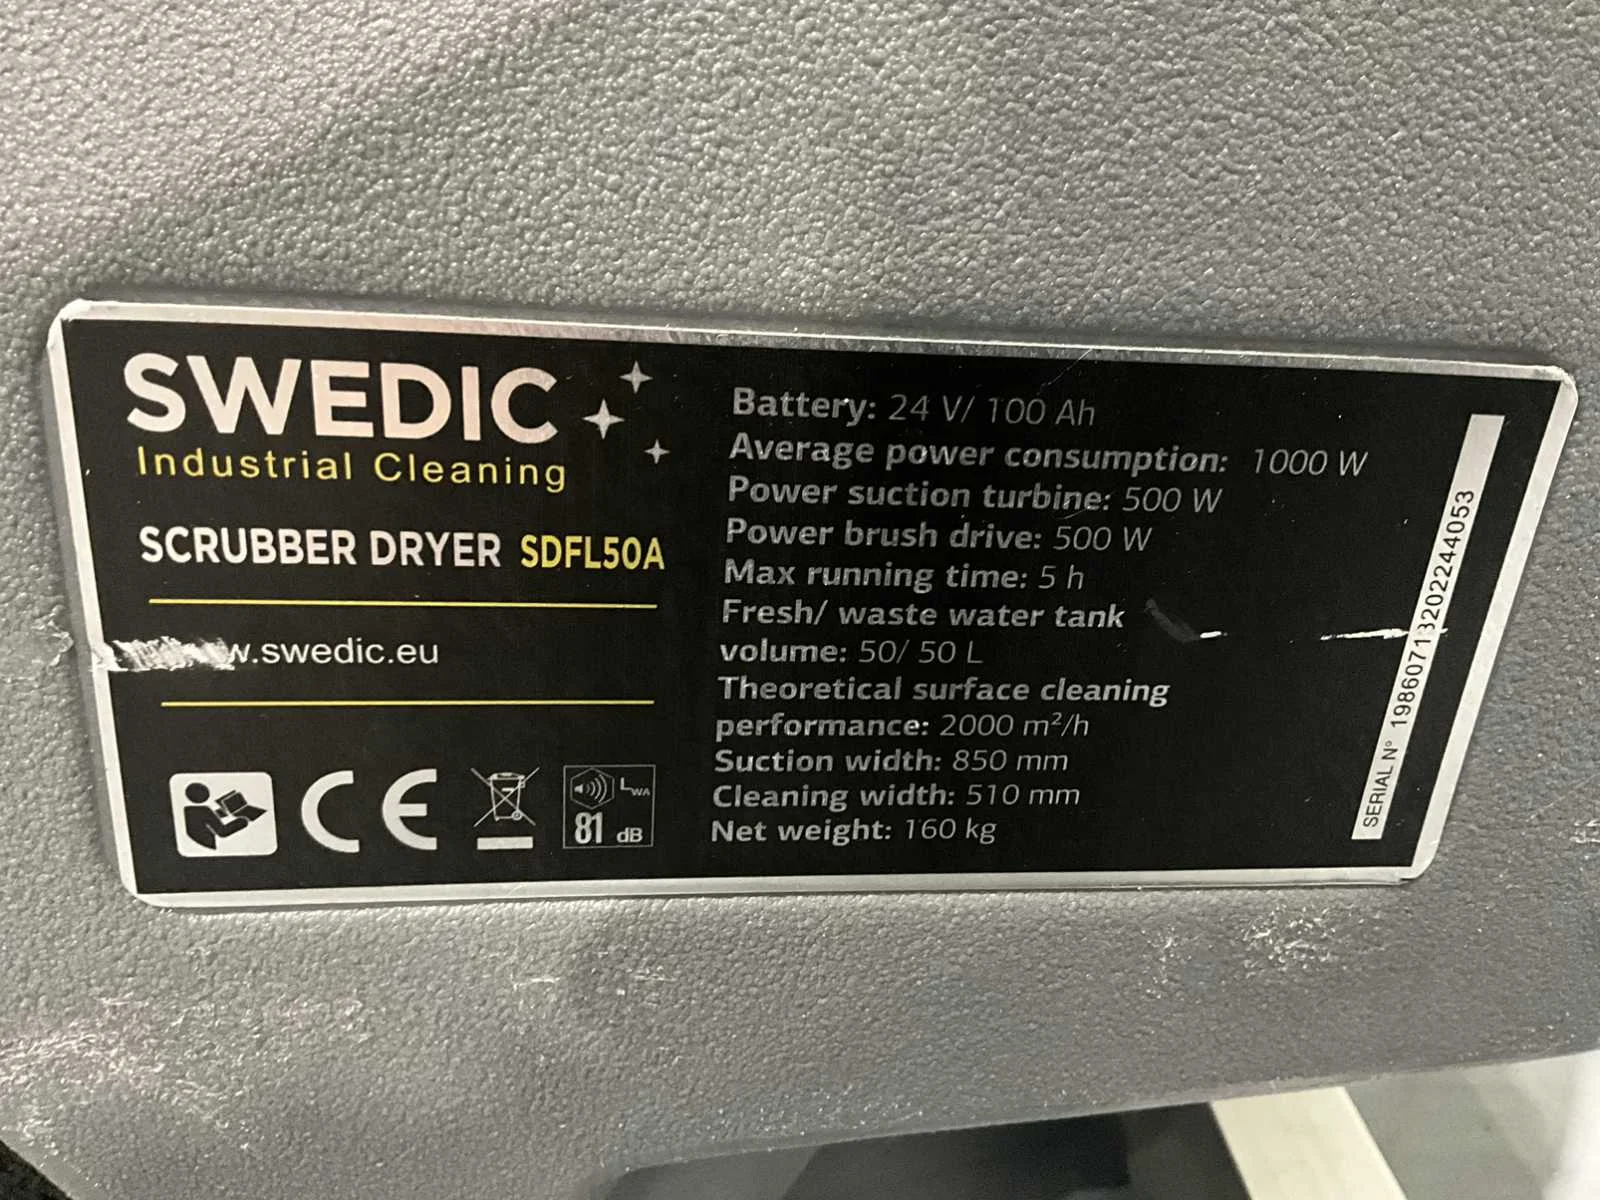 SWEDIC
Industrial Cleaning
SCRUBBER DRYER SDFL50A
w.swedic.eu
CE
LWA
81 dB
Battery: 24 V/ 100 Ah
Average power consumption: 1000 W
Power suction turbine: 500 W
Power brush drive: 500 W
Max running time: 5 h
Fresh/ waste water tank
volume: 50/ 50 L
Theoretical surface cleaning
performance: 2000 m²/h
Suction width: 850 mm
Cleaning width: 510 mm
Net weight: 160 kg
SERIAL N° 19860713202244053